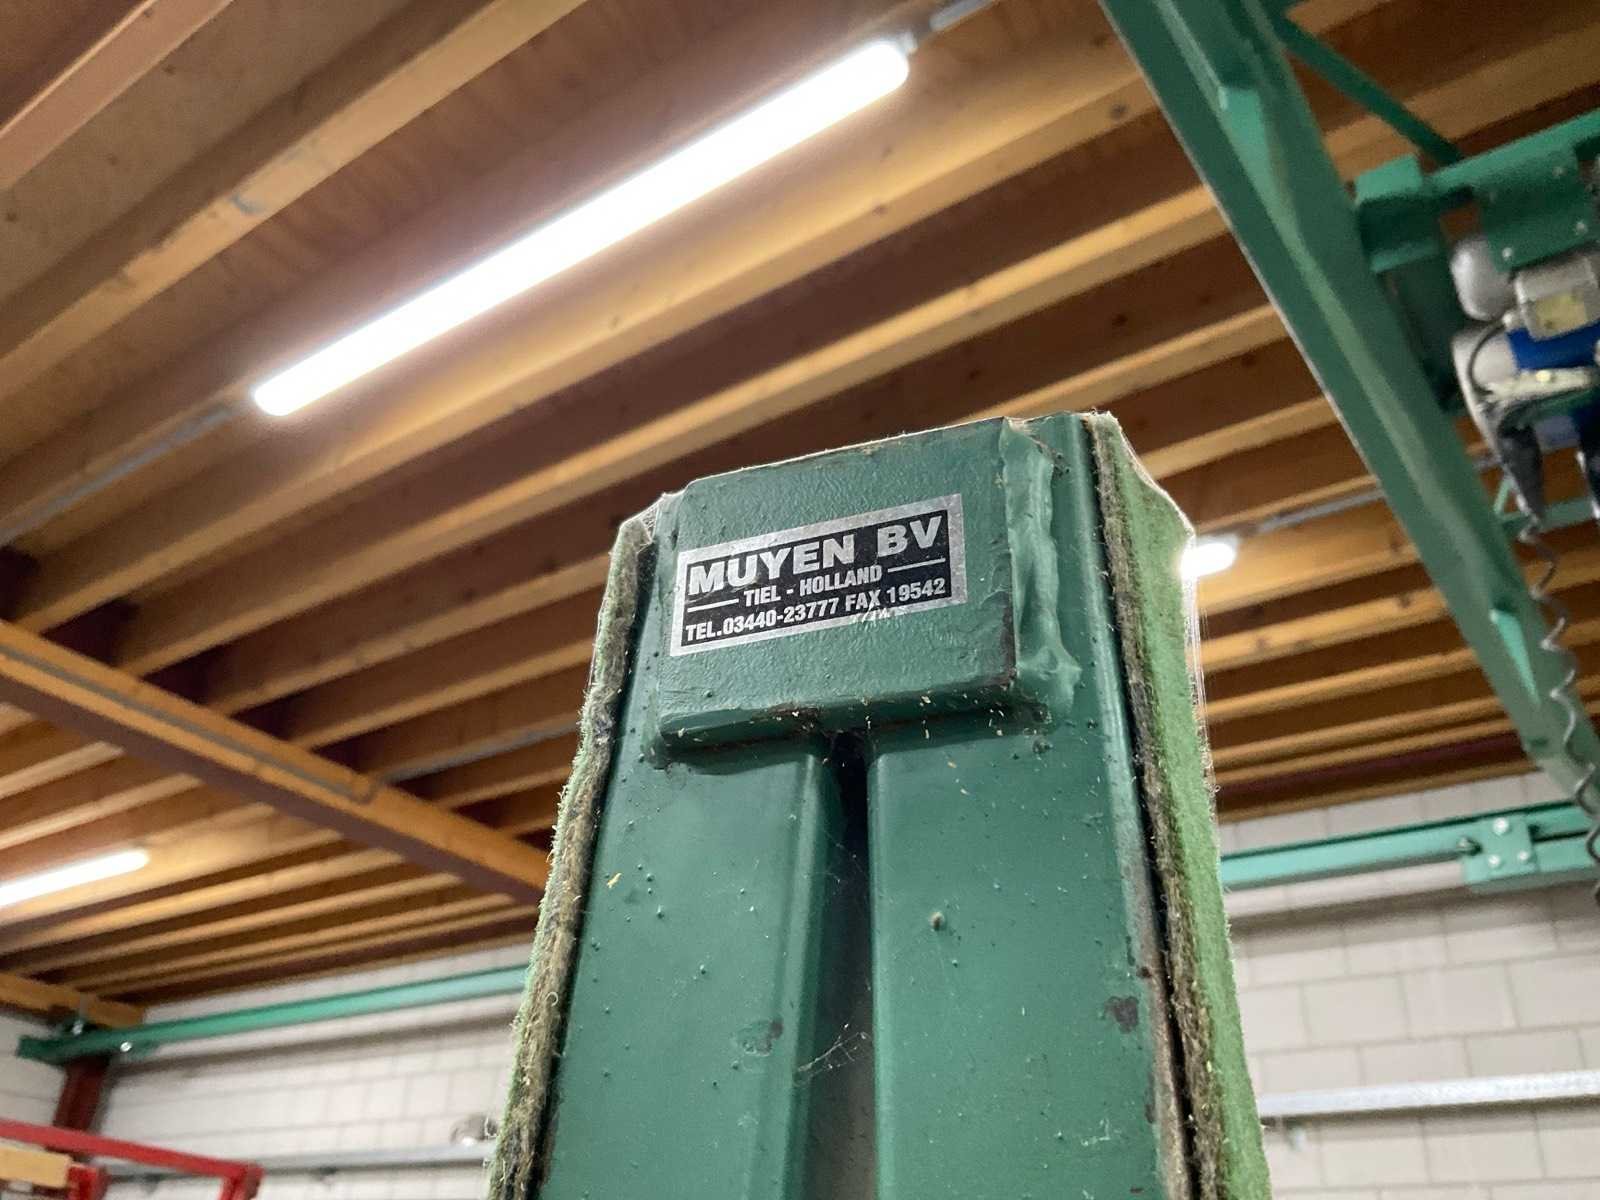 MUYEN BV
TIEL - HOLLAND
TEL.03440-23777 FAX 19542